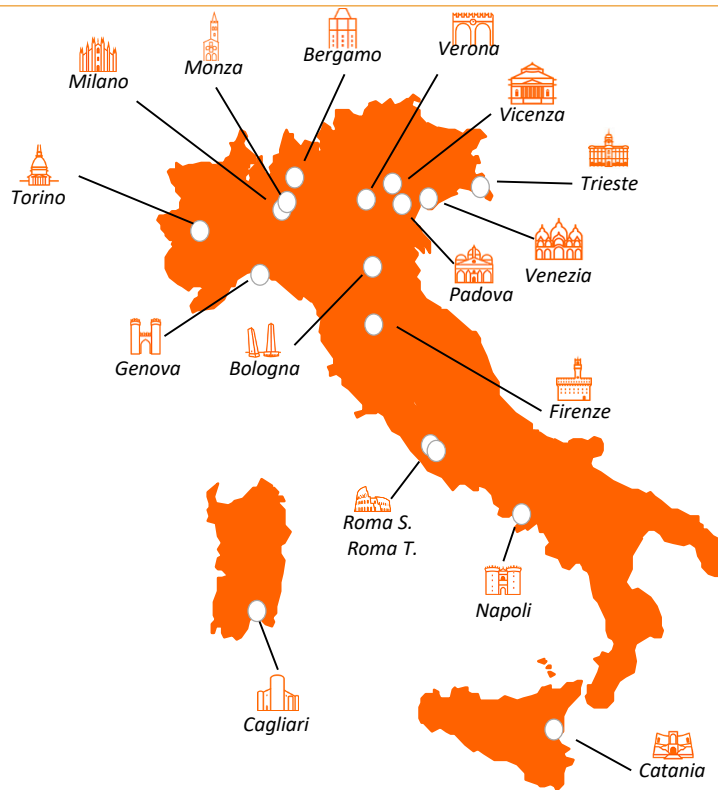 Verona
Bergamo
Monza
Milano
Vicenza
Trieste
Torino
Venezia
Padova
Genova
Bologna
Firenze
Roma S.
Roma T.
Napoli
Cagliari
Catania